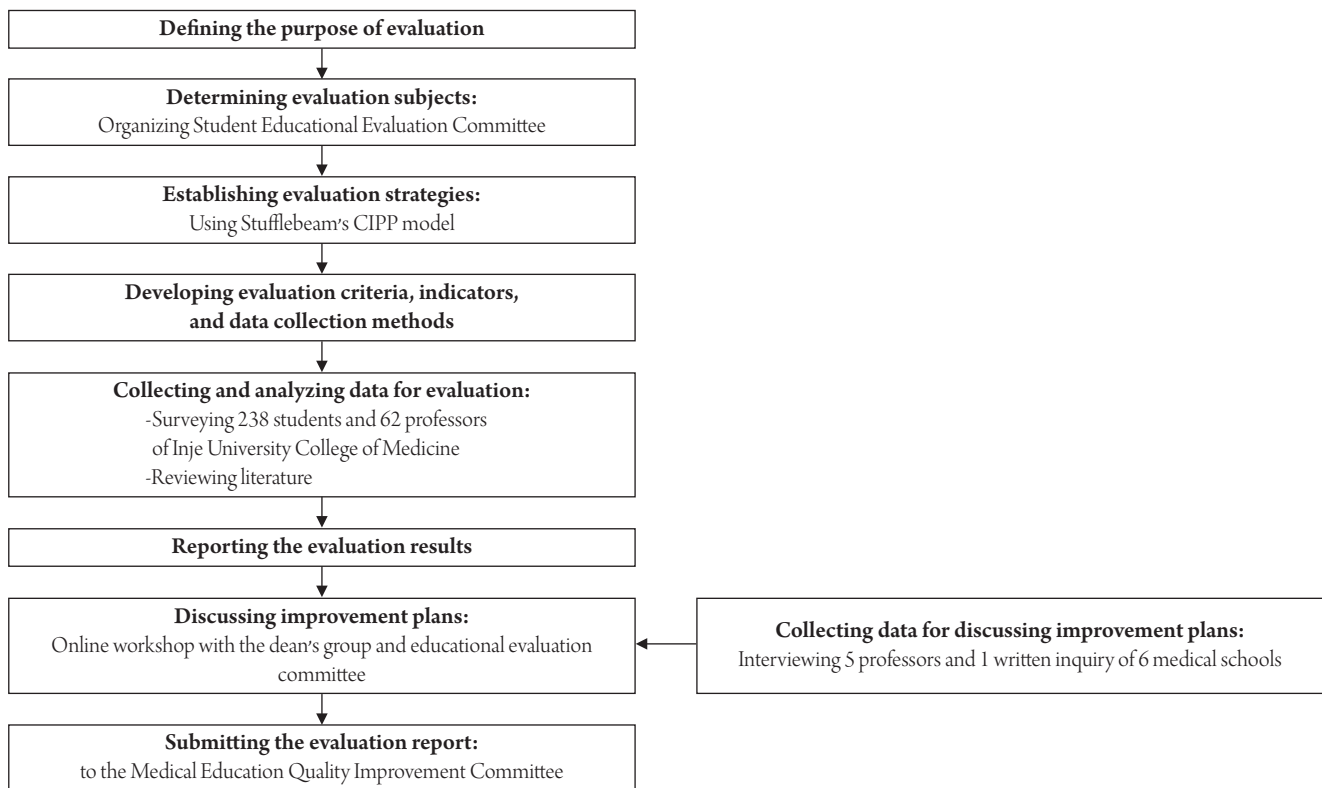 Defining the purpose of evaluation
Determining evaluation subjects:
Organizing Student Educational Evaluation Committee
Establishing evaluation strategies:
Using Stufflebeam's CIPP model
Developing evaluation criteria, indicators,
and data collection methods
Collecting and analyzing data for evaluation:
-Surveying 238 students and 62 professors
of Inje University College of Medicine
-Reviewing literature
Reporting the evaluation results
Discussing improvement plans:
Online workshop with the dean's group and educational evaluation
committee
Collecting data for discussing improvement plans:
Interviewing 5 professors and 1 written inquiry of 6 medical schools
Submitting the evaluation report:
to the Medical Education Quality Improvement Committee